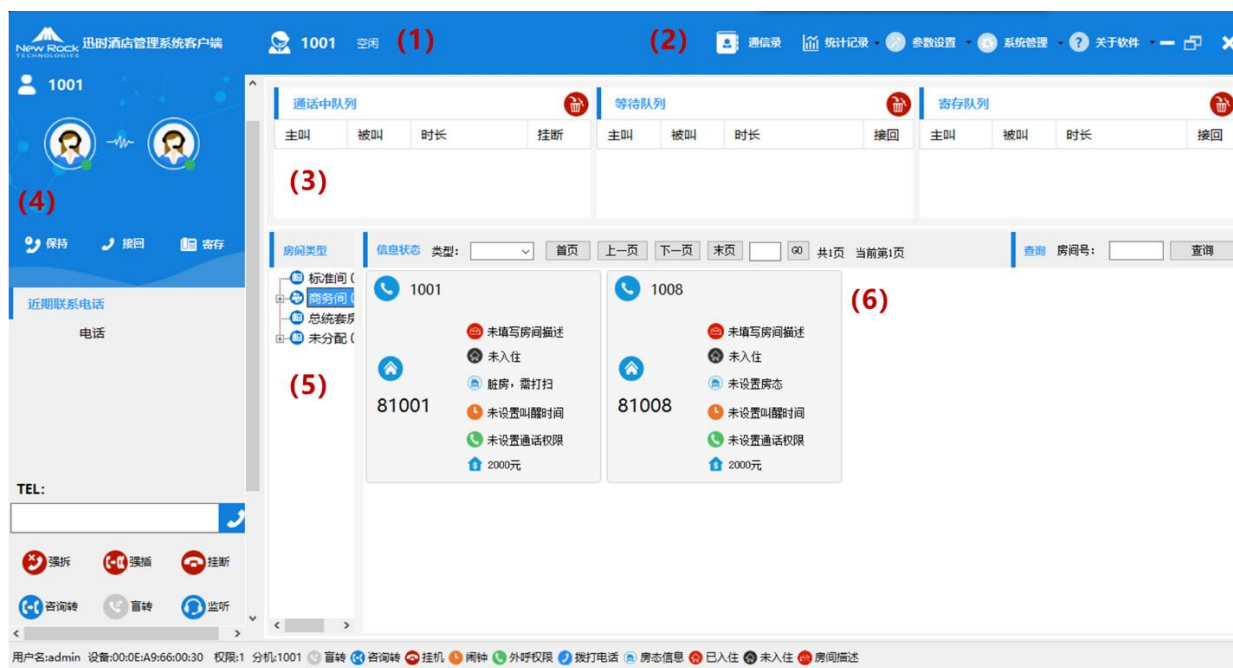 New Rock
TECHNOLOGIES
迅时酒店管理系统客户端
1001 空闲 (1)
(2) 通信录 统计记录 参数设置 系统管理 关于软件
1001
(4)
保持 接回 寄存
近期联系电话
电话
TEL:
强拆 强插 挂断
咨询转 盲转 监听
通话中队列
主叫 被叫 时长 挂断
(3)
等待队列
主叫 被叫 时长 接回
寄存队列
主叫 被叫 时长 接回
房间类型
标准间 (
商务间 (
总统套房
未分配 (
(5)
信息状态 类型: 首页 上一页 下一页 末页 GO 共1页 当前第1页
查询 房间号: 查询
1001
未填写房间描述
未入住
脏房，需打扫
81001
未设置叫醒时间
未设置通话权限
2000元
1008
未填写房间描述
未入住
未设置房态
81008
未设置叫醒时间
未设置通话权限
2000元
(6)
用户名:admin 设备:00:0E:A9:66:00:30 权限:1 分机:1001 盲转 咨询转 挂机 闹钟 外呼权限 拨打电话 房态信息 已入住 未入住 房间描述